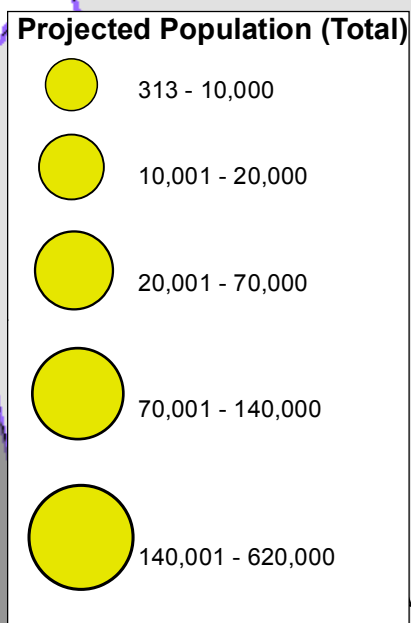 Projected Population (Total)
313 - 10,000
10,001 - 20,000
20,001 - 70,000
70,001 - 140,000
140,001 - 620,000